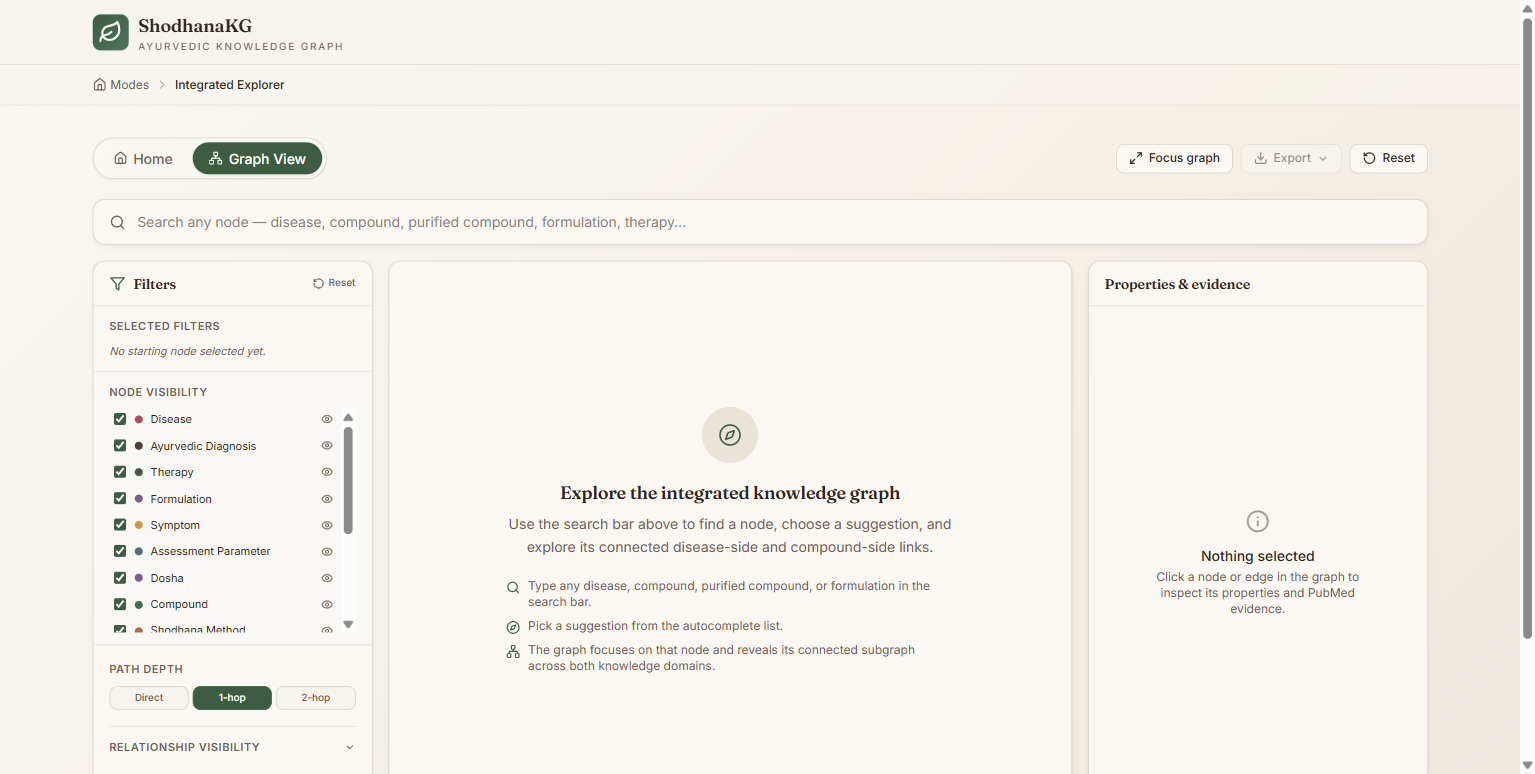 ShodhanaKG
AYURVEDIC KNOWLEDGE GRAPH
Modes > Integrated Explorer
Home
Graph View
Focus graph
Export
Reset
Search any node — disease, compound, purified compound, formulation, therapy...
Filters
Reset
SELECTED FILTERS
No starting node selected yet.
NODE VISIBILITY
Disease
Ayurvedic Diagnosis
Therapy
Formulation
Symptom
Assessment Parameter
Dosha
Compound
Shodhana Method
PATH DEPTH
Direct
1-hop
2-hop
RELATIONSHIP VISIBILITY
Explore the integrated knowledge graph
Use the search bar above to find a node, choose a suggestion, and
explore its connected disease-side and compound-side links.
Type any disease, compound, purified compound, or formulation in the
search bar.
Pick a suggestion from the autocomplete list.
The graph focuses on that node and reveals its connected subgraph
across both knowledge domains.
Properties & evidence
Nothing selected
Click a node or edge in the graph to
inspect its properties and PubMed
evidence.